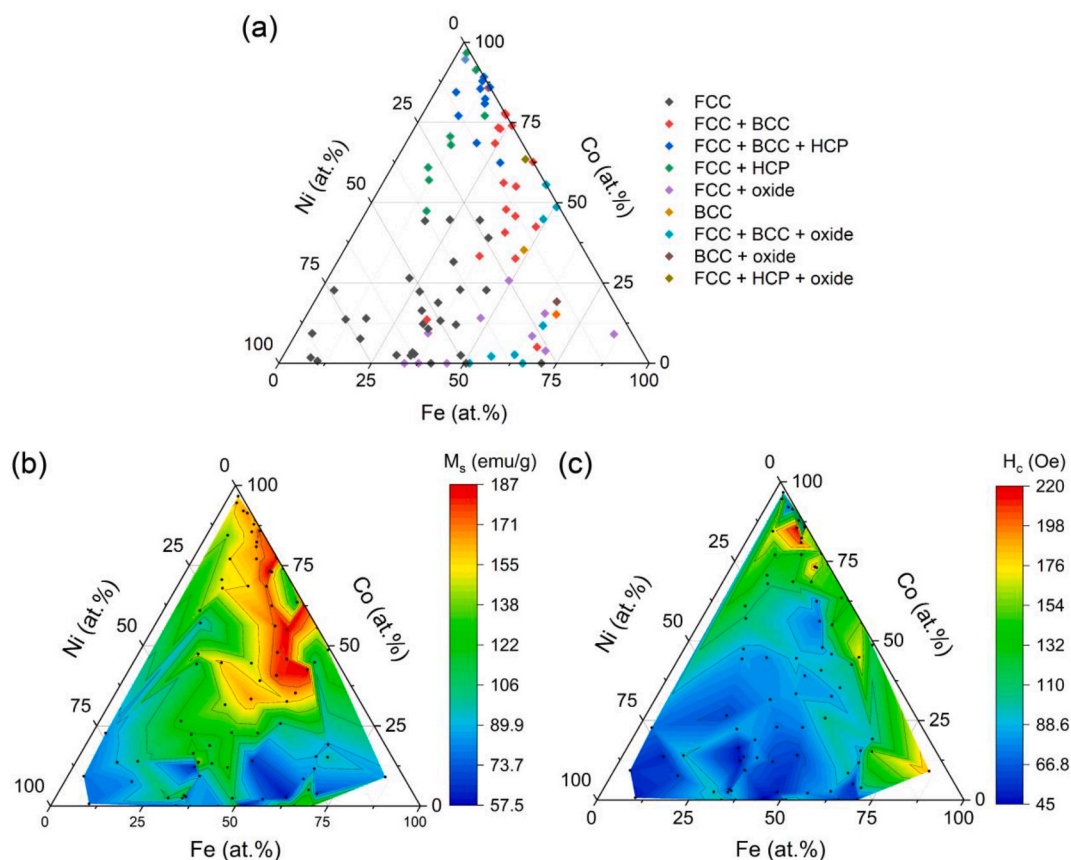 (a)
0
100
25
75
Ni (at.%)
Co (at.%)
50
50
75
25
100
0
0
25
50
75
100
Fe (at.%)
FCC
FCC + BCC
FCC + BCC + HCP
FCC + HCP
FCC + oxide
BCC
FCC + BCC + oxide
BCC + oxide
FCC + HCP + oxide
(b)
0
100
25
75
Ni (at.%)
Co (at.%)
50
50
75
25
100
0
0
25
50
75
100
Fe (at.%)
Ms (emu/g)
187
171
154
138
122
106
89.9
73.7
57.5
(c)
0
100
25
75
Ni (at.%)
Co (at.%)
50
50
75
25
100
0
0
25
50
75
100
Fe (at.%)
Hc (Oe)
220
198
176
154
132
110
88.6
66.8
45